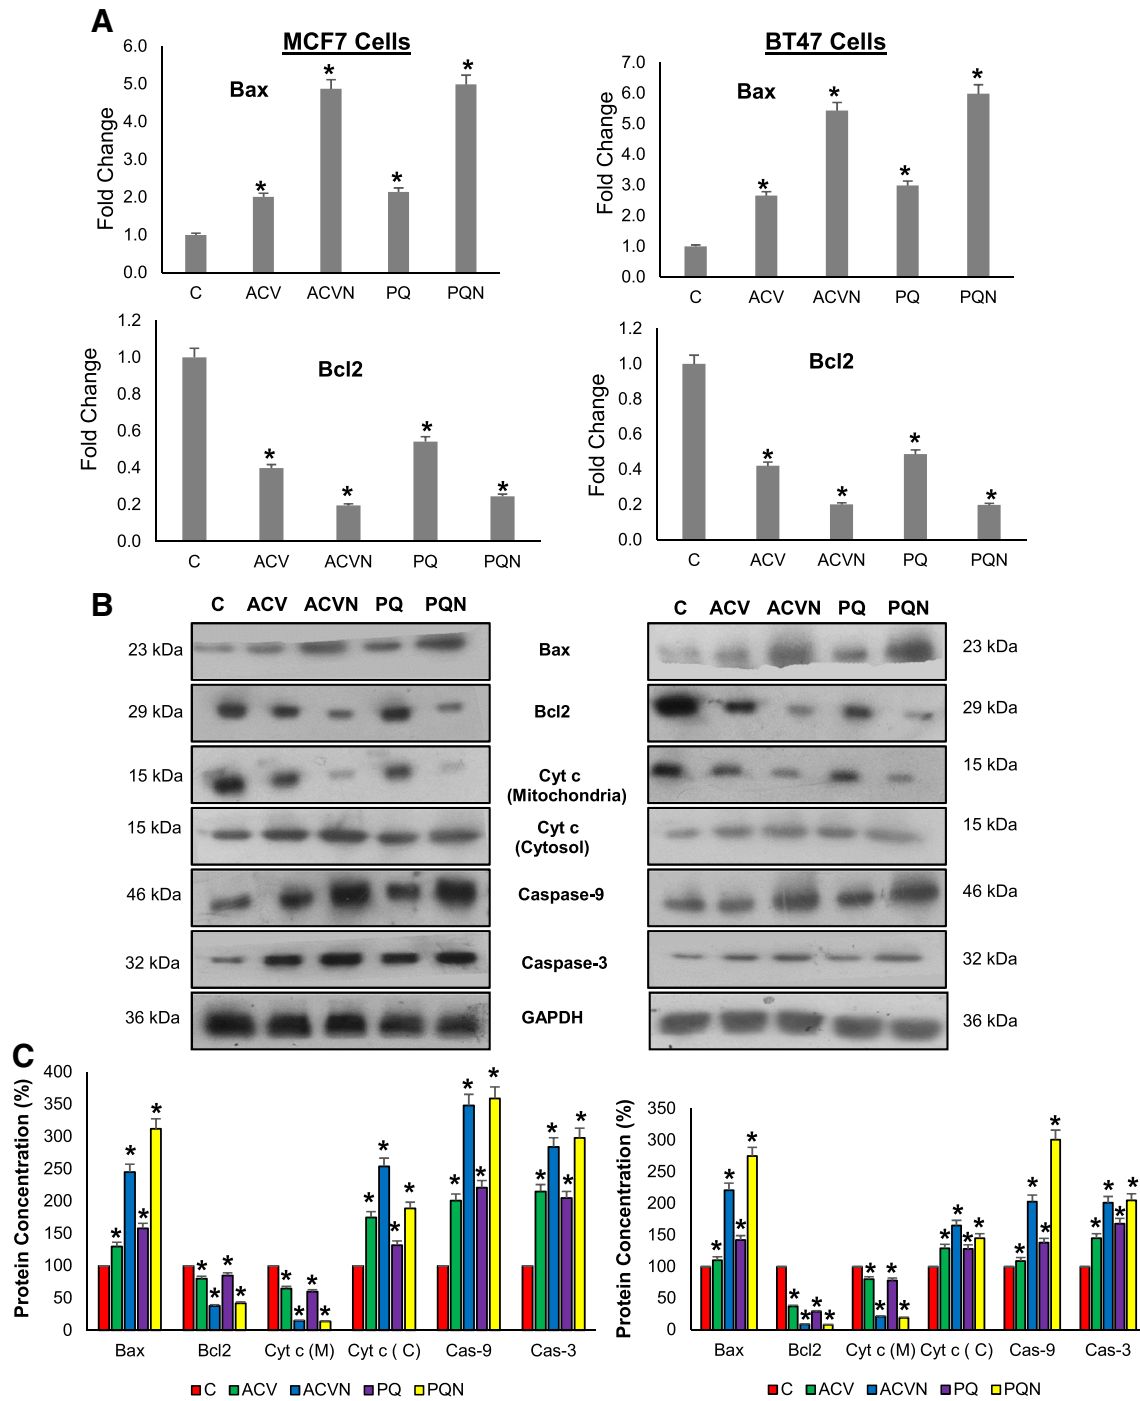 A
MCF7 Cells
BT47 Cells
Bax
Fold Change
6.0
5.0
4.0
3.0
2.0
1.0
0.0
* * * *
C ACV ACVN PQ PQN
Bax
Fold Change
7.0
6.0
5.0
4.0
3.0
2.0
1.0
0.0
* * * *
C ACV ACVN PQ PQN
Bcl2
Fold Change
1.2
1.0
0.8
0.6
0.4
0.2
0.0
* * * *
C ACV ACVN PQ PQN
Bcl2
Fold Change
1.2
1.0
0.8
0.6
0.4
0.2
0.0
* * * *
C ACV ACVN PQ PQN
B
C ACV ACVN PQ PQN
C ACV ACVN PQ PQN
23 kDa Bax 23 kDa
29 kDa Bcl2 29 kDa
15 kDa Cyt c 15 kDa
(Mitochondria)
15 kDa Cyt c 15 kDa
(Cytosol)
46 kDa Caspase-9 46 kDa
32 kDa Caspase-3 32 kDa
36 kDa GAPDH 36 kDa
C
Protein Concentration (%)
400
350
300
250
200
150
100
50
0
* * * * * * * * * * * * * * * * * * * * * * * *
Bax Bcl2 Cyt c (M) Cyt c ( C) Cas-9 Cas-3
C ACV ACVN PQ PQN
Protein Concentration (%)
350
300
250
200
150
100
50
0
* * * * * * * * * * * * * * * * * * * * * * * *
Bax Bcl2 Cyt c (M) Cyt c ( C) Cas-9 Cas-3
C ACV ACVN PQ PQN